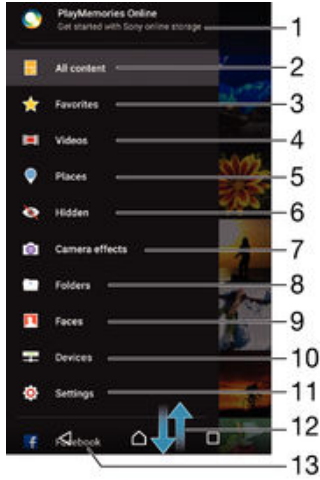 PlayMemories Online
Get started with Sony online storage
1
All content
2
Favorites
3
Videos
4
Places
5
Hidden
6
Camera effects
7
Folders
8
Faces
9
Devices
10
Settings
11
12
Facebook
13